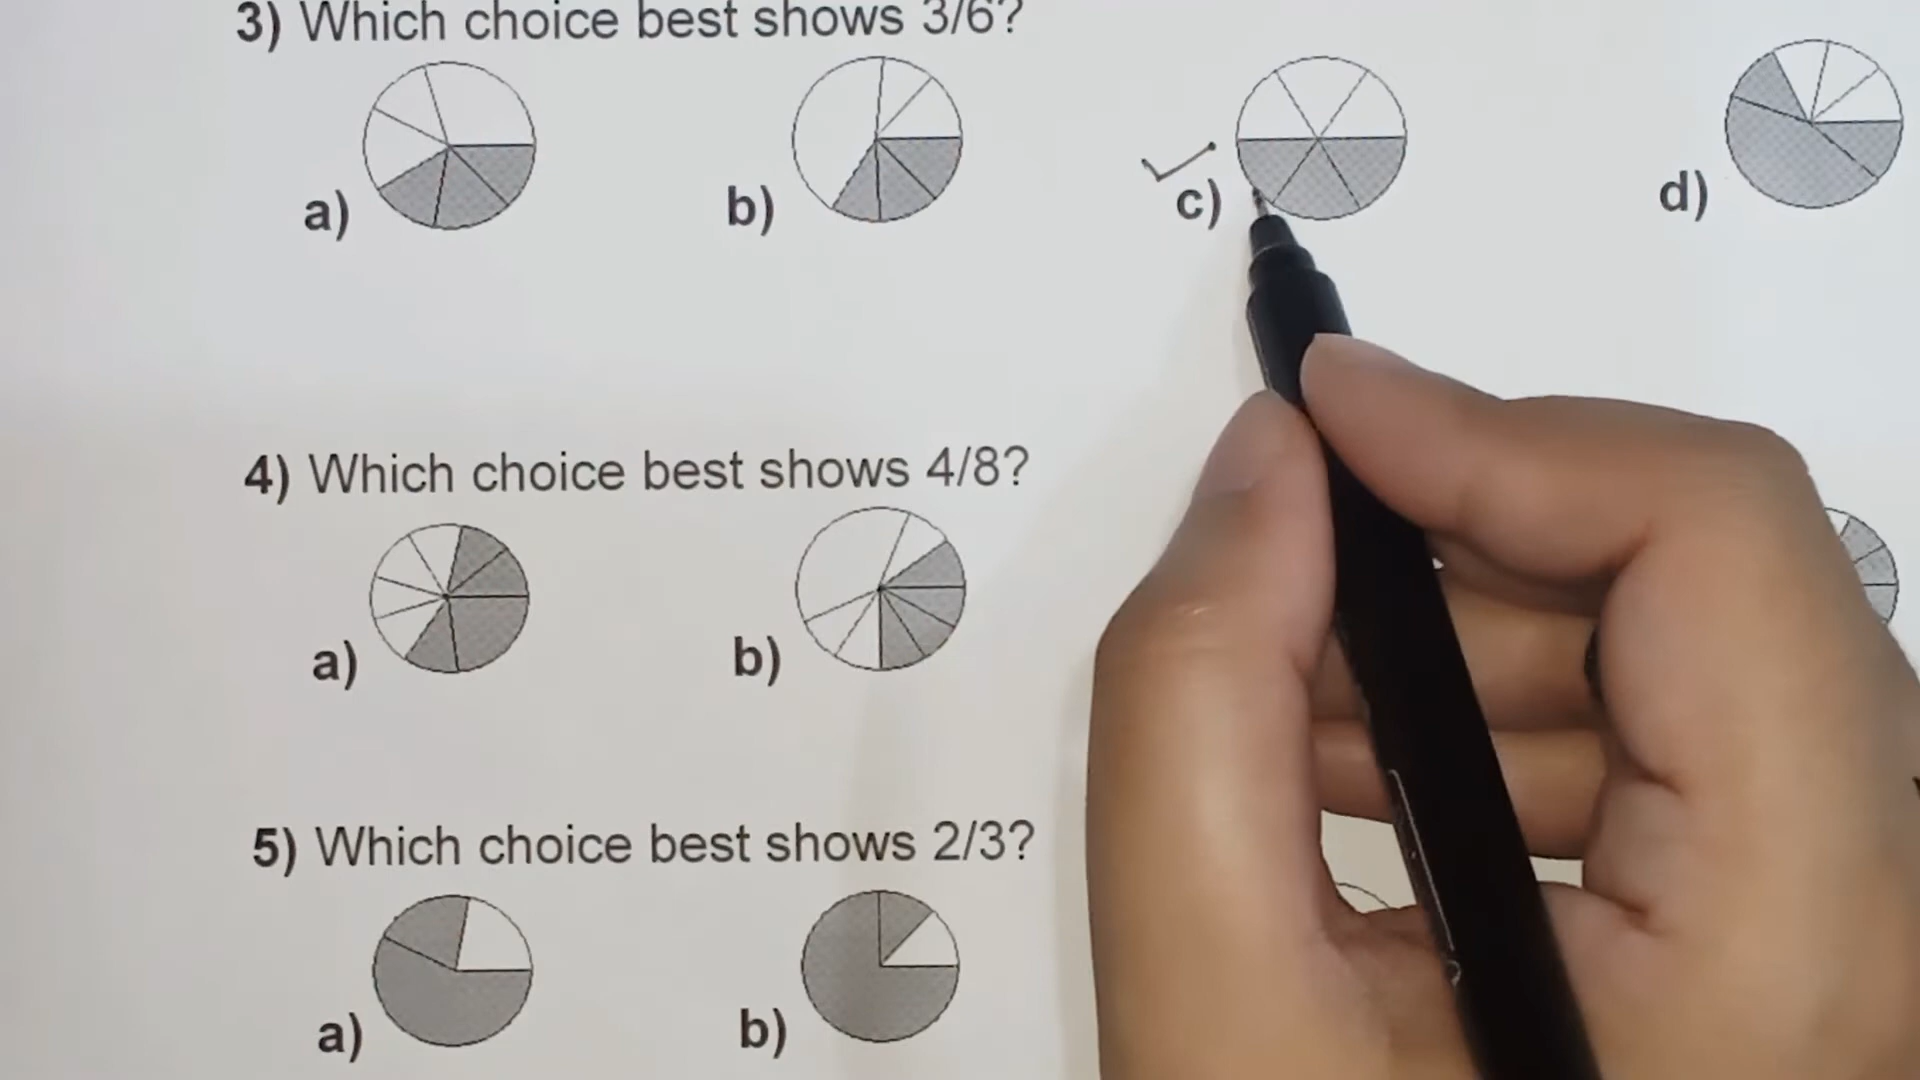 3) Which choice best shows 3/6?
a) b) c) d)
4) Which choice best shows 4/8?
a) b)
5) Which choice best shows 2/3?
a) b)